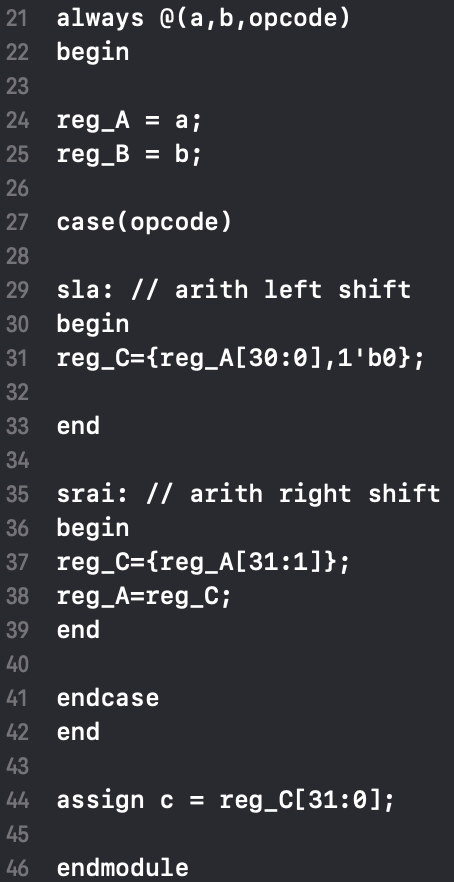 21 always @(a,b,opcode)
22 begin
23
24 reg_A = a;
25 reg_B = b;
26
27 case(opcode)
28
29 sla: // arith left shift
30 begin
31 reg_C={reg_A[30:0],1'b0};
32
33 end
34
35 srai: // arith right shift
36 begin
37 reg_C={reg_A[31:1]};
38 reg_A=reg_C;
39 end
40
41 endcase
42 end
43
44 assign c = reg_C[31:0];
45
46 endmodule